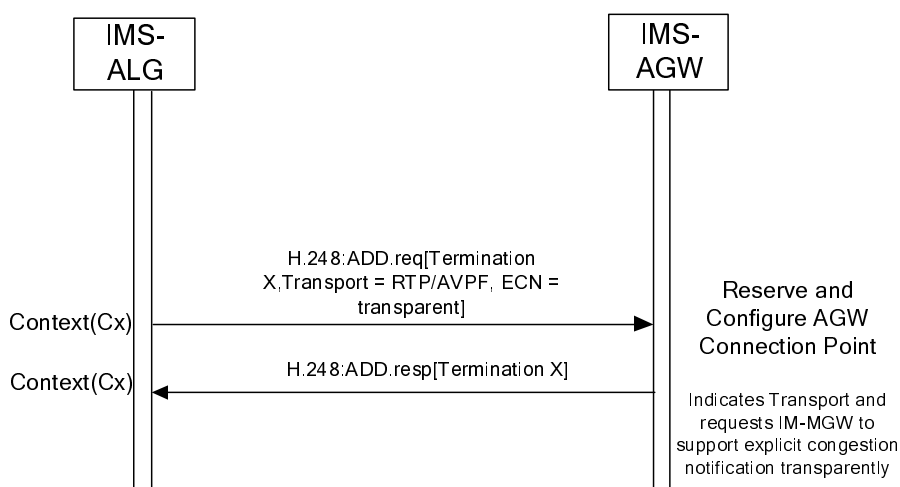 IMS-
ALG
IMS-
AGW
H.248:ADD.req[Termination
X,Transport = RTP/AVPF, ECN =
transparent]
Context(Cx)
Reserve and
Configure AGW
Connection Point
H.248:ADD.resp[Termination X]
Context(Cx)
Indicates Transport and
requests IM-MGW to
support explicit congestion
notification transparently